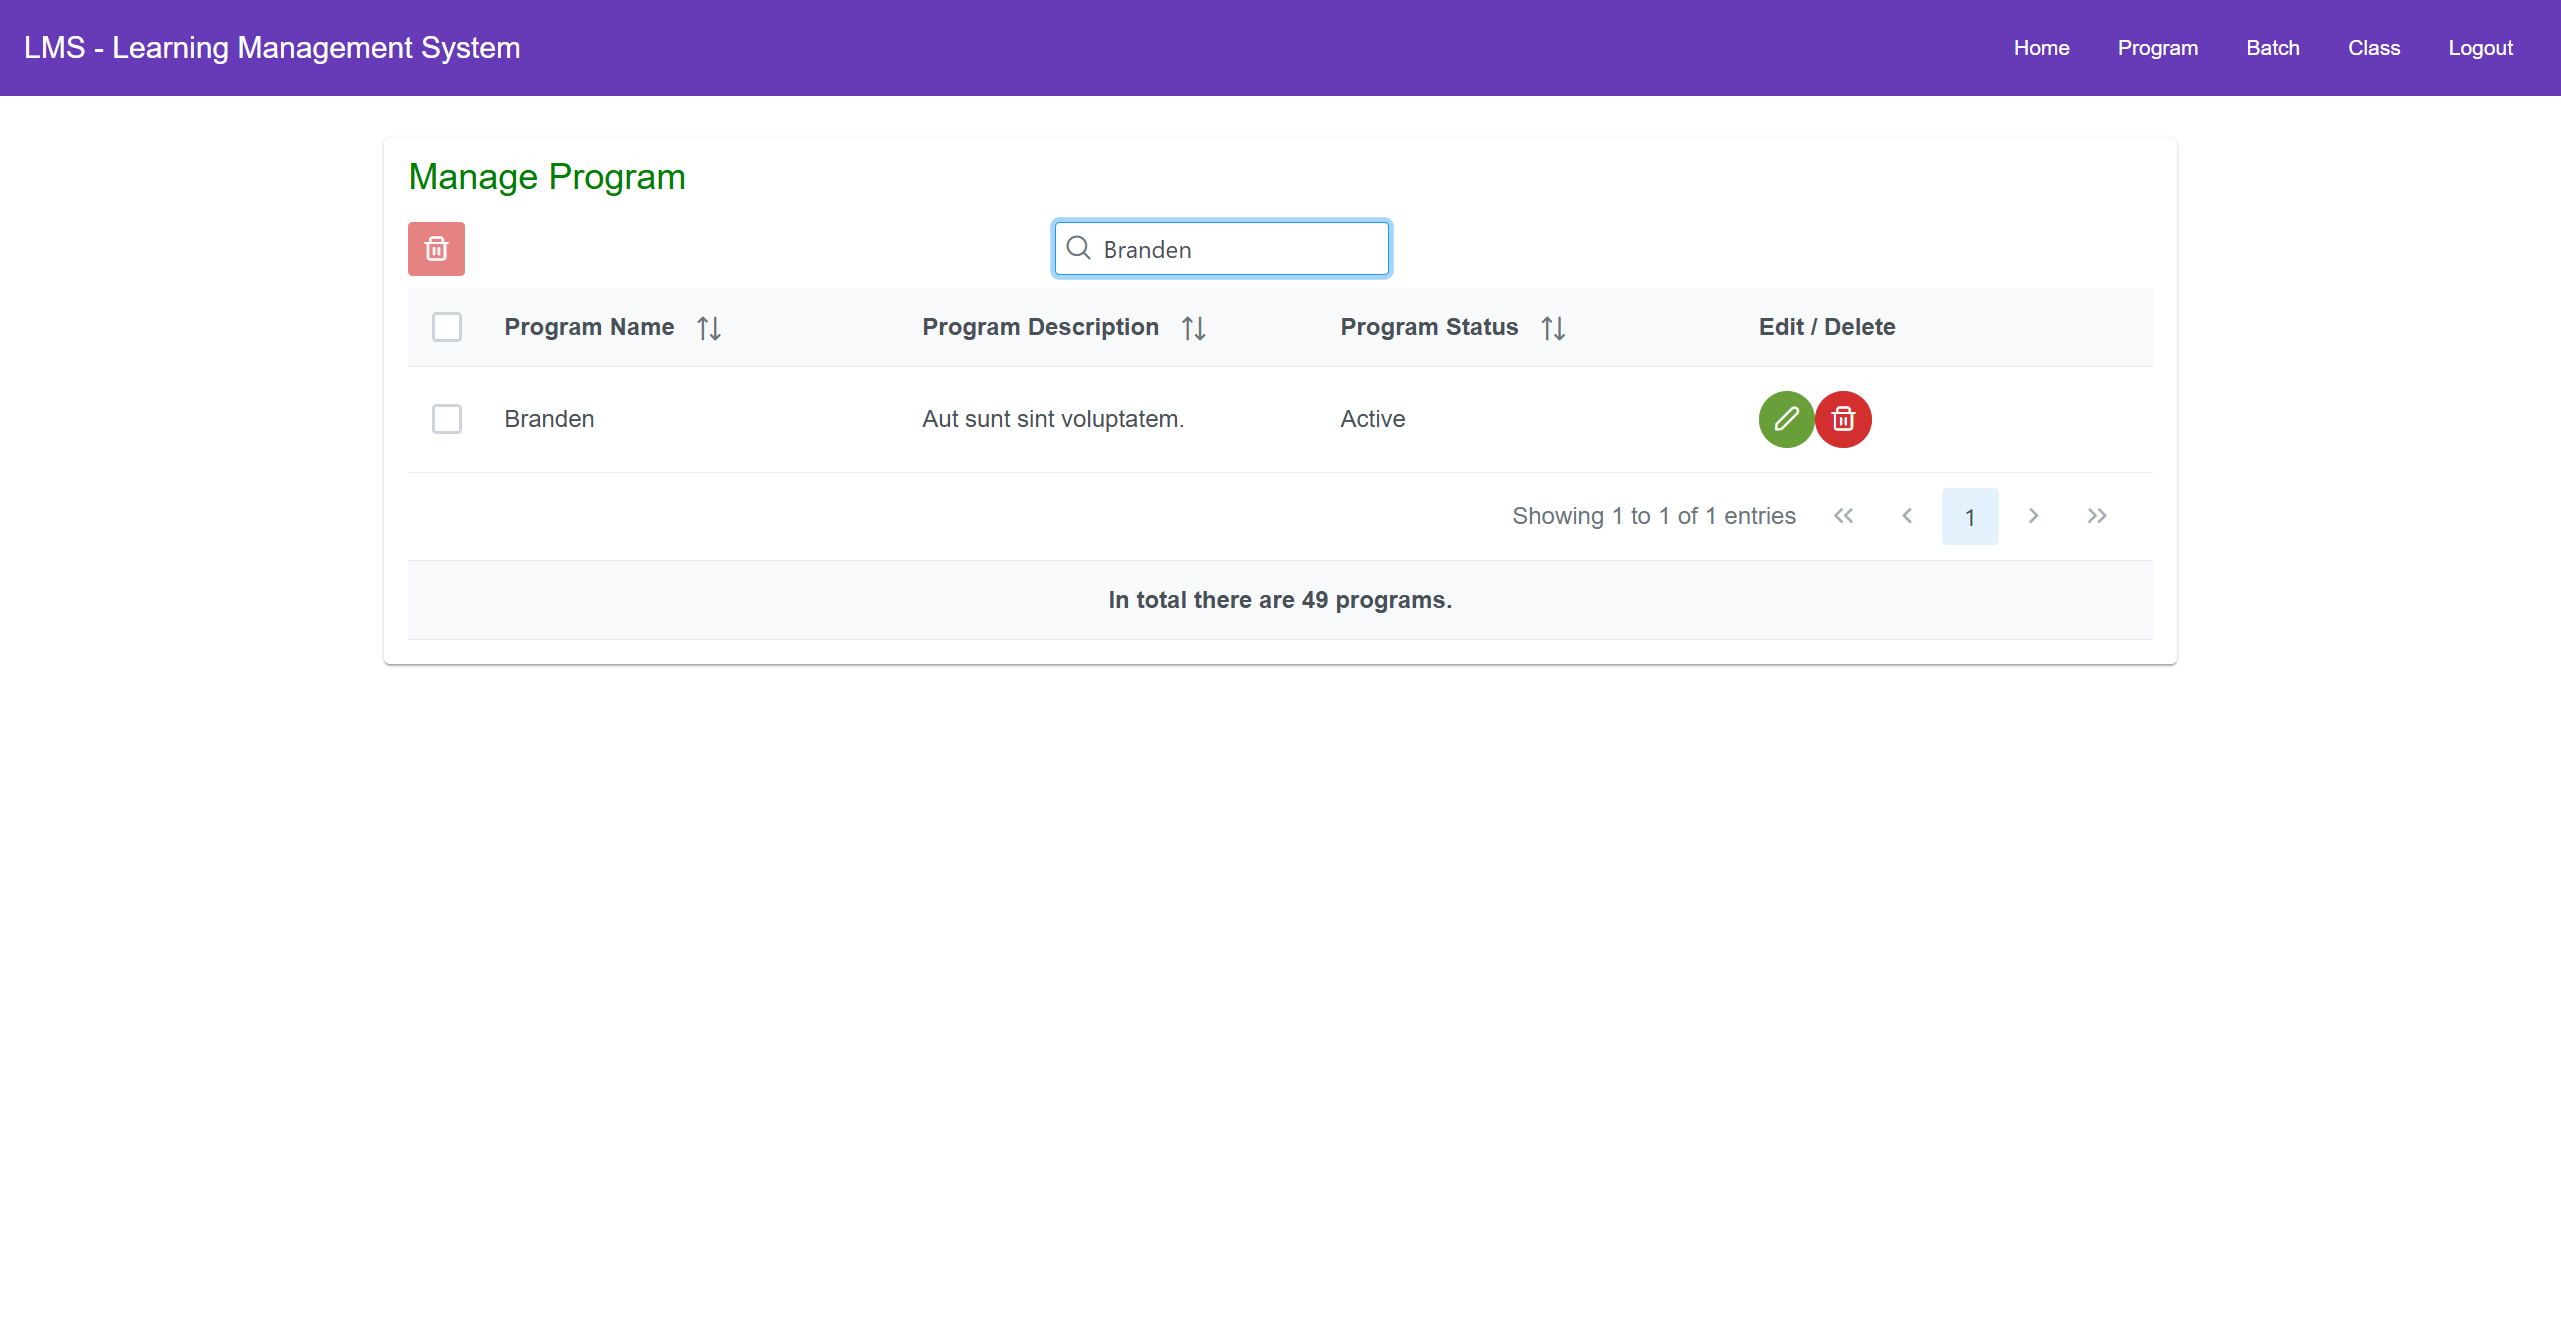 LMS - Learning Management System
Home Program Batch Class Logout
Manage Program
Branden
Program Name Program Description Program Status Edit / Delete
Branden Aut sunt sint voluptatem. Active
Showing 1 to 1 of 1 entries 1
In total there are 49 programs.